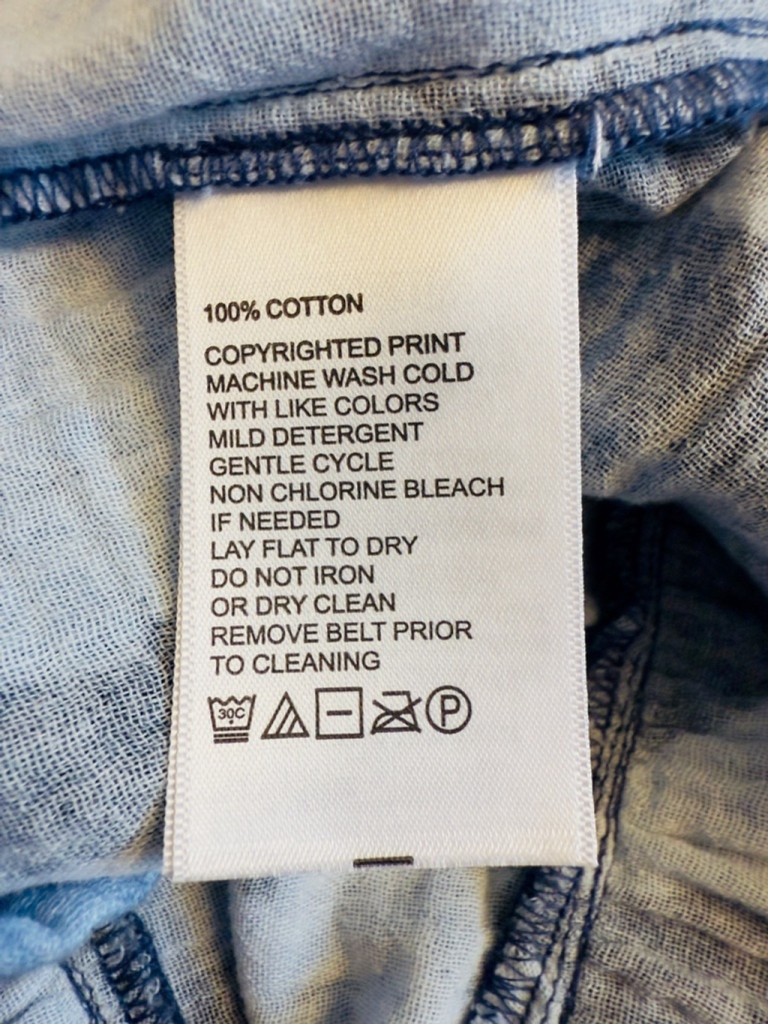 100% COTTON
COPYRIGHTED PRINT
MACHINE WASH COLD
WITH LIKE COLORS
MILD DETERGENT
GENTLE CYCLE
NON CHLORINE BLEACH
IF NEEDED
LAY FLAT TO DRY
DO NOT IRON
OR DRY CLEAN
REMOVE BELT PRIOR
TO CLEANING
30C P